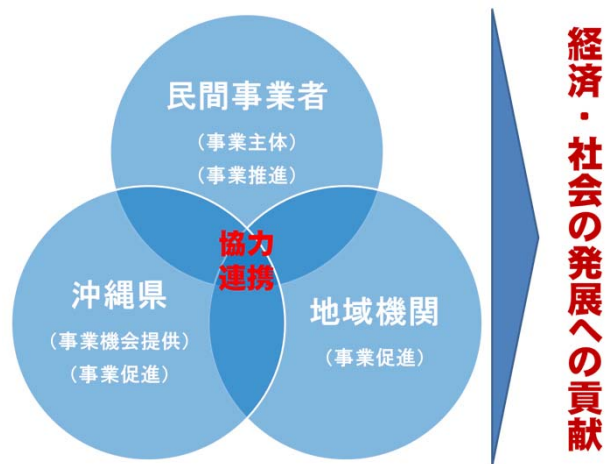 民間事業者
（事業主体）
（事業推進）
協力
連携
沖縄県
（事業機会提供）
（事業促進）
地域機関
（事業促進）
経済・社会の発展への貢献